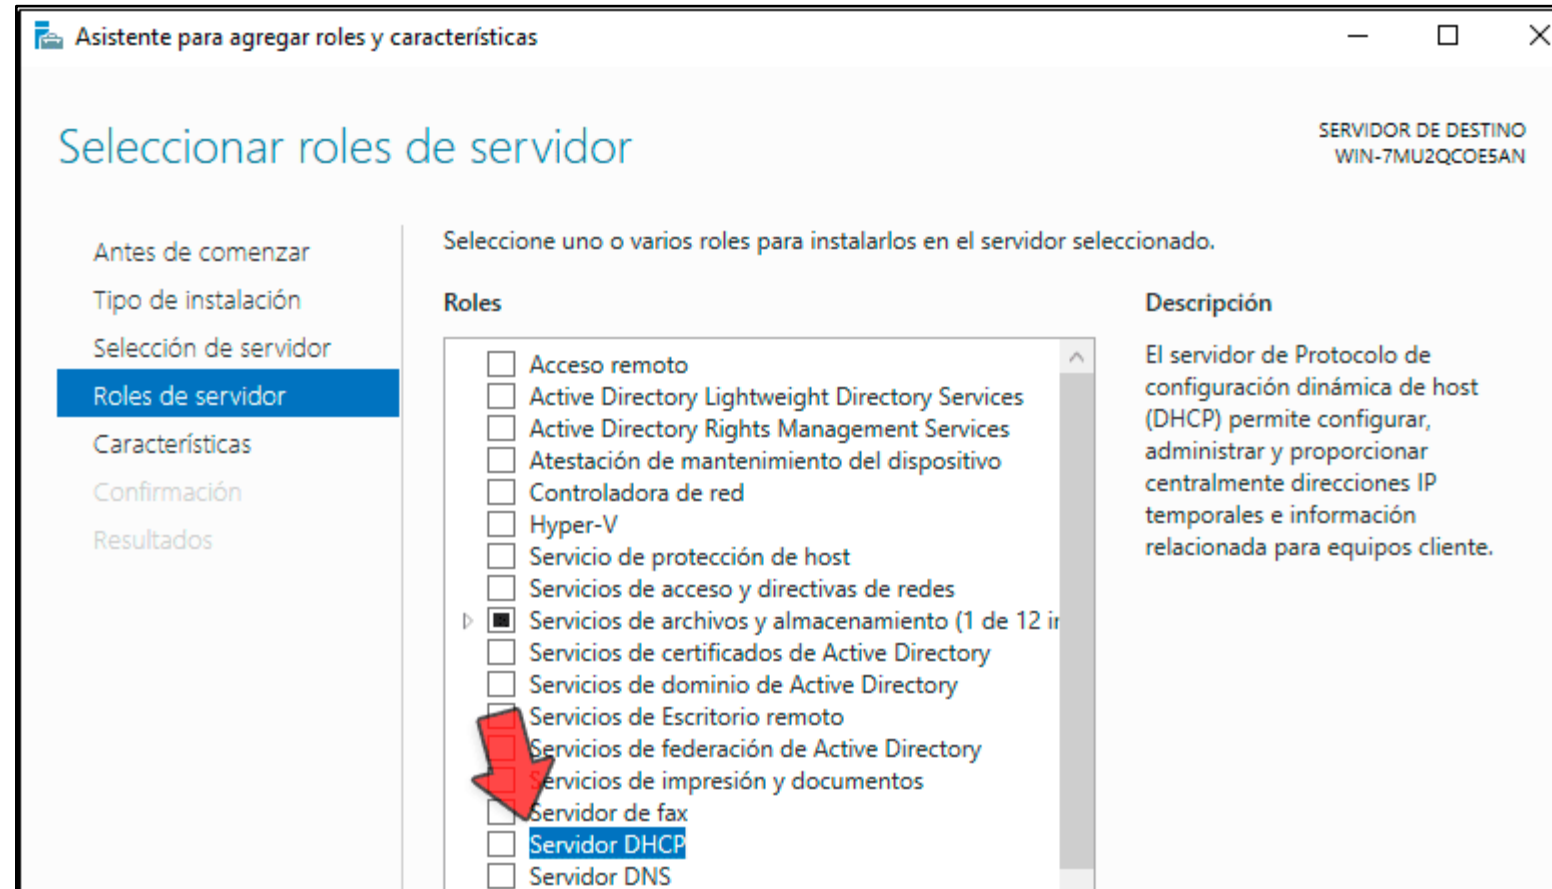 Asistente para agregar roles y características
Seleccionar roles de servidor
SERVIDOR DE DESTINO
WIN-7MU2QCOE5AN
Antes de comenzar
Tipo de instalación
Selección de servidor
Roles de servidor
Características
Confirmación
Resultados
Seleccione uno o varios roles para instalarlos en el servidor seleccionado.
Roles
Acceso remoto
Active Directory Lightweight Directory Services
Active Directory Rights Management Services
Atestación de mantenimiento del dispositivo
Controladora de red
Hyper-V
Servicio de protección de host
Servicios de acceso y directivas de redes
Servicios de archivos y almacenamiento (1 de 12 in
Servicios de certificados de Active Directory
Servicios de dominio de Active Directory
Servicios de Escritorio remoto
Servicios de federación de Active Directory
Servicios de impresión y documentos
Servidor de fax
Servidor DHCP
Servidor DNS
Descripción
El servidor de Protocolo de
configuración dinámica de host
(DHCP) permite configurar,
administrar y proporcionar
centralmente direcciones IP
temporales e información
relacionada para equipos cliente.